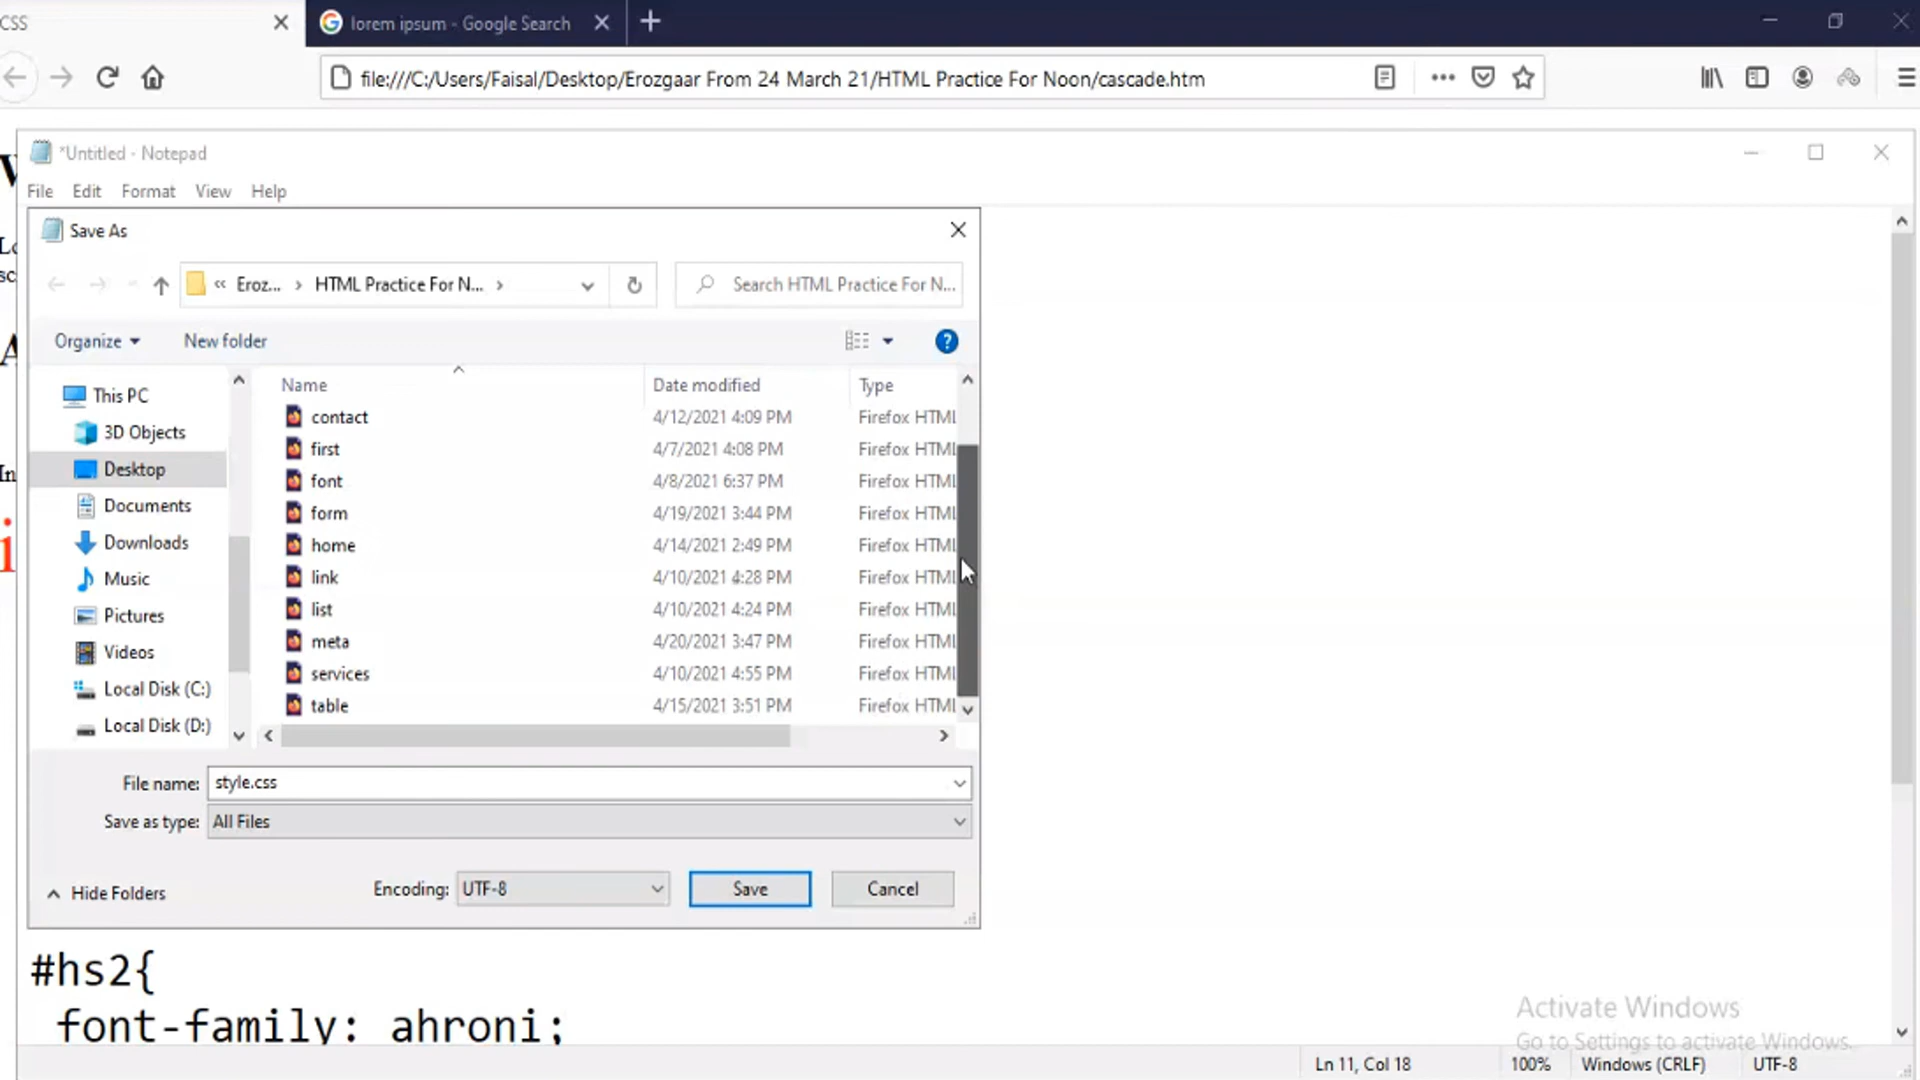 CSS
lorem ipsum - Google Search
file:///C:/Users/Faisal/Desktop/Erozgaar From 24 March 21/HTML Practice For Noon/cascade.htm
*Untitled - Notepad
File Edit Format View Help
Save As
« Eroz... › HTML Practice For N... ›
Search HTML Practice For N...
Organize
New folder
This PC
3D Objects
Desktop
Documents
Downloads
Music
Pictures
Videos
Local Disk (C:)
Local Disk (D:)
Name Date modified Type
contact 4/12/2021 4:09 PM Firefox HTML
first 4/7/2021 4:08 PM Firefox HTML
font 4/8/2021 6:37 PM Firefox HTML
form 4/19/2021 3:44 PM Firefox HTML
home 4/14/2021 2:49 PM Firefox HTML
link 4/10/2021 4:28 PM Firefox HTML
list 4/10/2021 4:24 PM Firefox HTML
meta 4/20/2021 3:47 PM Firefox HTML
services 4/10/2021 4:55 PM Firefox HTML
table 4/15/2021 3:51 PM Firefox HTML
File name: style.css
Save as type: All Files
Hide Folders
Encoding: UTF-8
Save
Cancel
#hs2{
font-family: ahroni;
Activate Windows
Go to Settings to activate Windows.
Ln 11, Col 18 100% Windows (CRLF) UTF-8